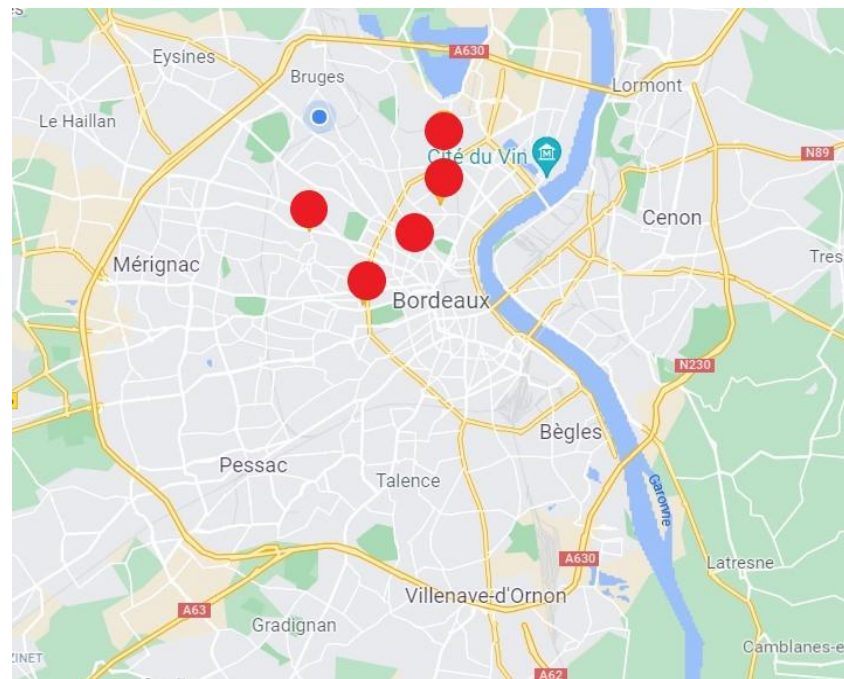 Eysines
A630
Bruges
Lormont
Le Haillan
N89
Cité du Vin
Cenon
Mérignac
Tres
Bordeaux
N230
Bègles
Pessac
Talence
Garonne
A630
Latresne
Villenave-d'Ornon
A63
Gradignan
Camblanes-e
ZINET
A62